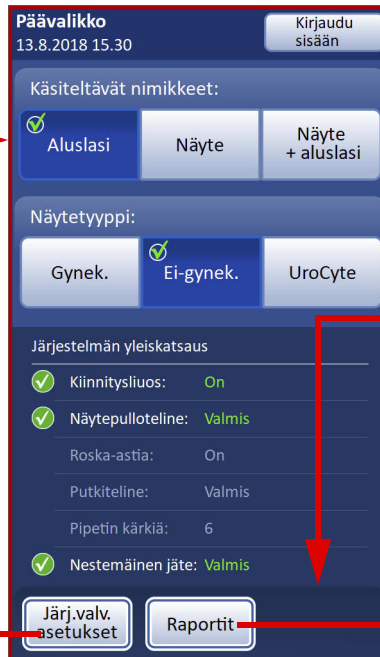 Päävalikko
13.8.2018 15.30
Kirjaudu
sisään
Käsiteltävät nimikkeet:
Aluslasi
Näyte
Näyte
+ aluslasi
Näytetyyppi:
Gynek.
Ei-gynek.
UroCyte
Järjestelmän yleiskatsaus
Kiinnitysliuos: On
Näytepulloteline: Valmis
Roska-astia: On
Putkiteline: Valmis
Pipetin kärkiä: 6
Nestemäinen jäte: Valmis
Järj.valv.
asetukset
Raportit